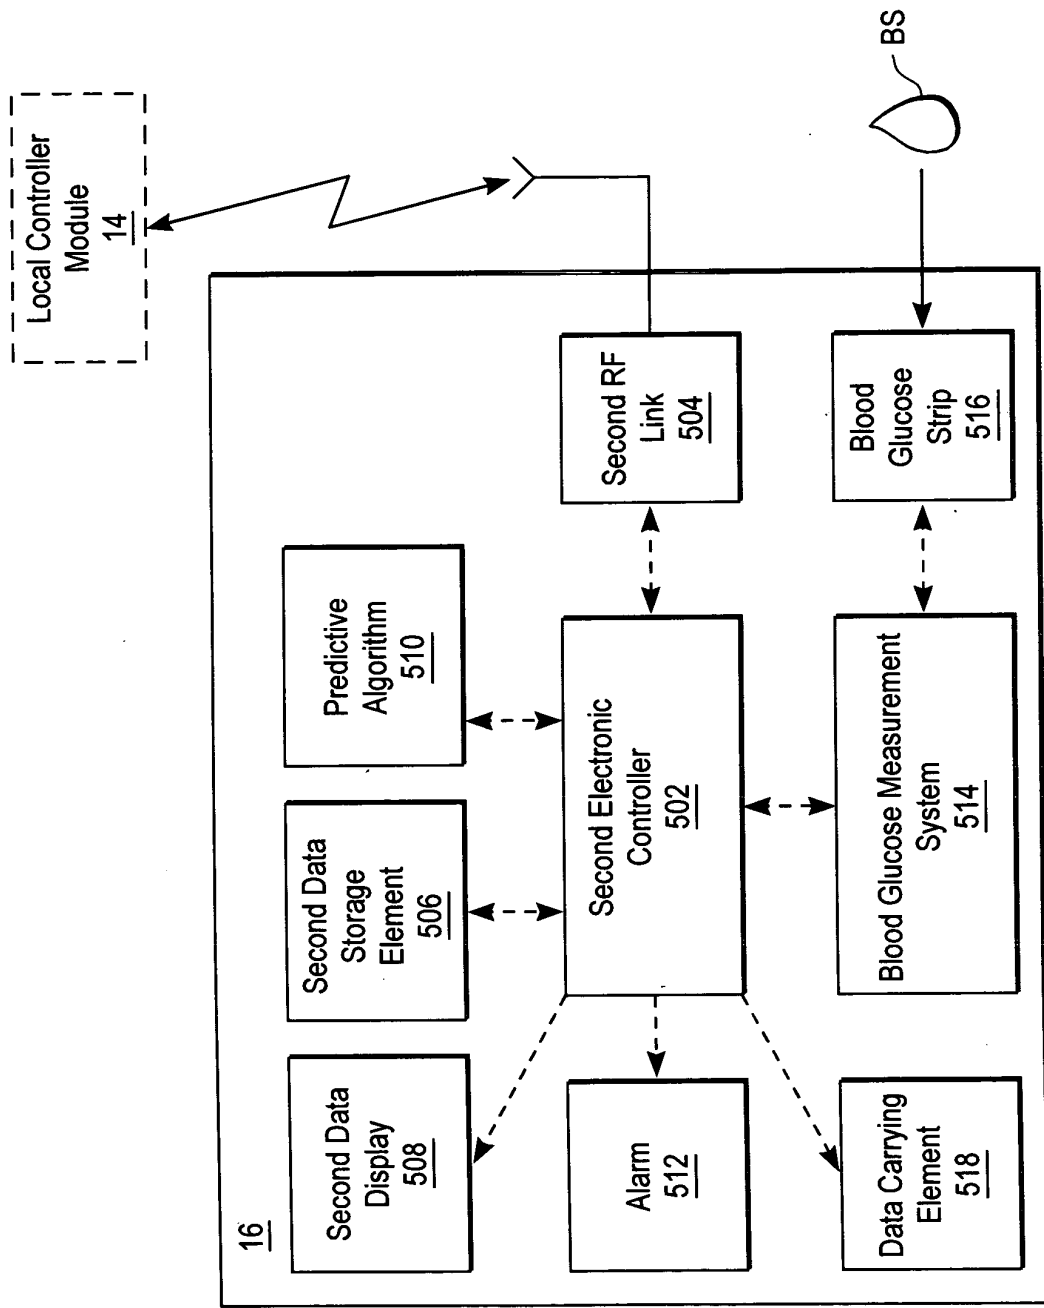 16
Second Data
Display
508
Second Data
Storage
Element
506
Predictive
Algorithm
510
Local Controller
Module
14
Alarm
512
Second Electronic
Controller
502
Second RF
Link
504
Data Carrying
Element
518
Blood Glucose Measurement
System
514
Blood
Glucose
Strip
516
BS